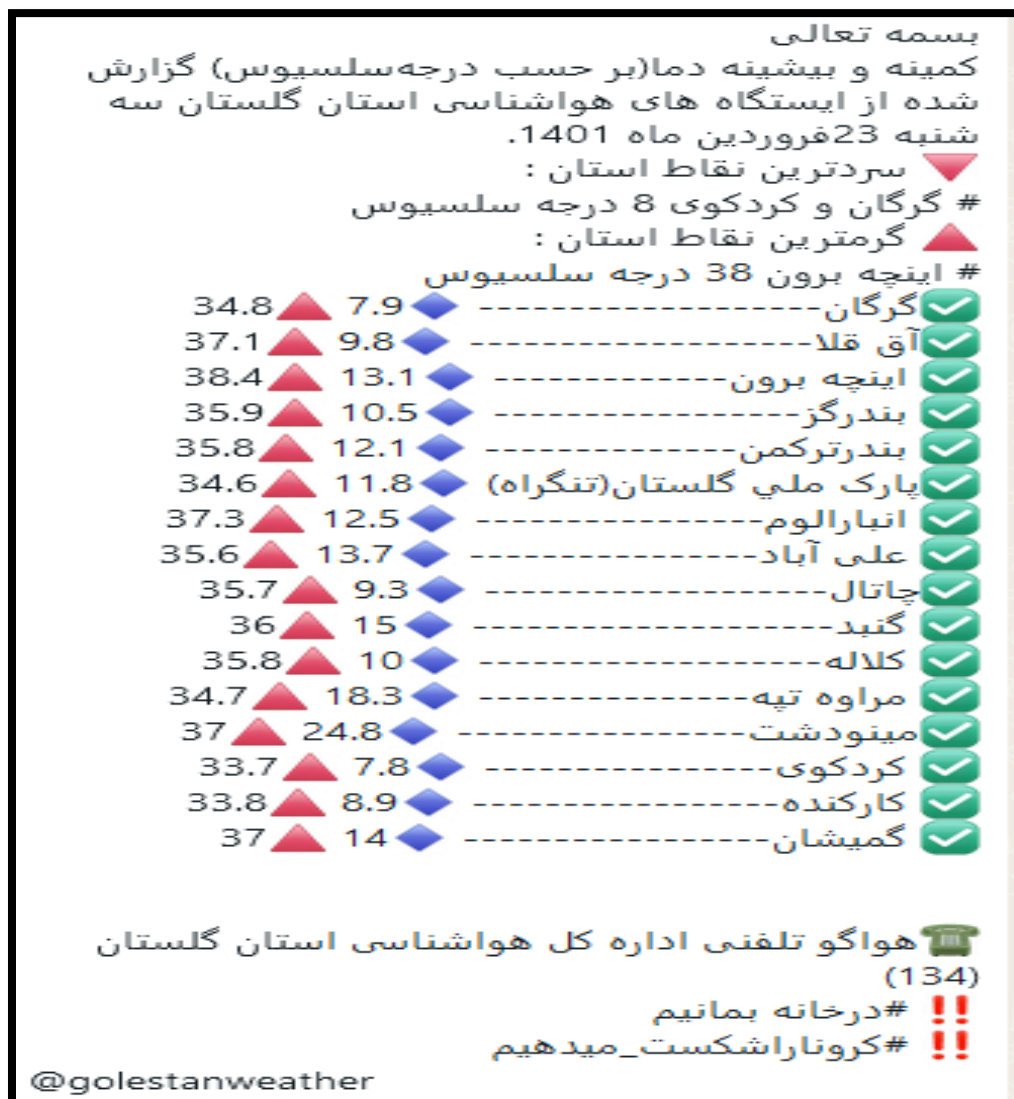 بسمه تعالی
کمینه و بیشینه دما(بر حسب درجه‌سلسیوس) گزارش
شده از ایستگاه های هواشناسی استان گلستان سه
شنبه 23فروردین ماه 1401.
🔻 سردترین نقاط استان :
# گرگان و کردکوی 8 درجه سلسیوس
🔺 گرمترین نقاط استان :
# اینچه برون 38 درجه سلسیوس
✅گرگان------------------- 🔹7.9 🔺34.8
✅آق قلا------------------- 🔹9.8 🔺37.1
✅ اینچه برون------------- 🔹13.1 🔺38.4
✅ بندرگز----------------- 🔹10.5 🔺35.9
✅ بندرترکمن-------------- 🔹12.1 🔺35.8
✅پارک ملي گلستان(تنگراه) 🔹11.8 🔺34.6
✅ انبارالوم---------------- 🔹12.5 🔺37.3
✅ علی آباد---------------- 🔹13.7 🔺35.6
✅چاتال------------------- 🔹9.3 🔺35.7
✅ گنبد-------------------- 🔹15 🔺36
✅ کلاله------------------- 🔹10 🔺35.8
✅ مراوه تپه--------------- 🔹18.3 🔺34.7
✅مینودشت---------------- 🔹24.8 🔺37
✅ کردکوی---------------- 🔹7.8 🔺33.7
✅ کارکنده----------------- 🔹8.9 🔺33.8
✅ گمیشان----------------- 🔹14 🔺37
☎هواگو تلفنی اداره کل هواشناسی استان گلستان
(134)
‼ #درخانه بمانیم
‼ #کروناراشکست_میدهیم
@golestanweather